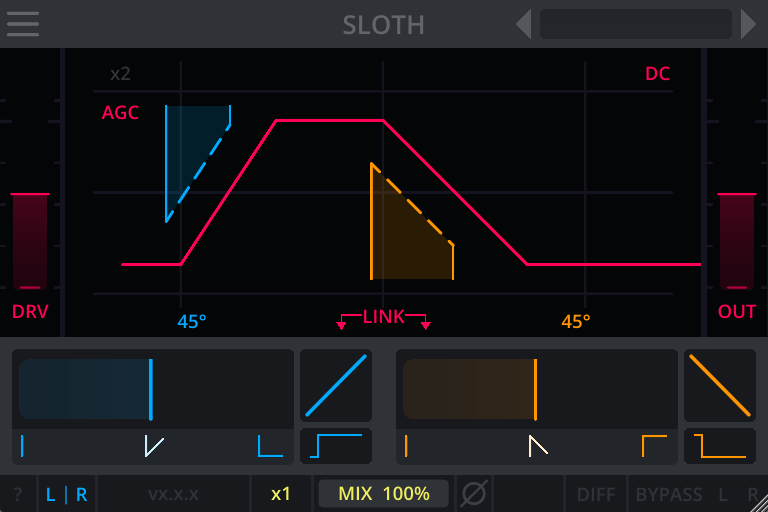 SLOTH
x2
DC
AGC
DRV
OUT
45°
LINK
45°
?
L | R
vx.x.x
x1
MIX 100%
DIFF
BYPASS
L
R